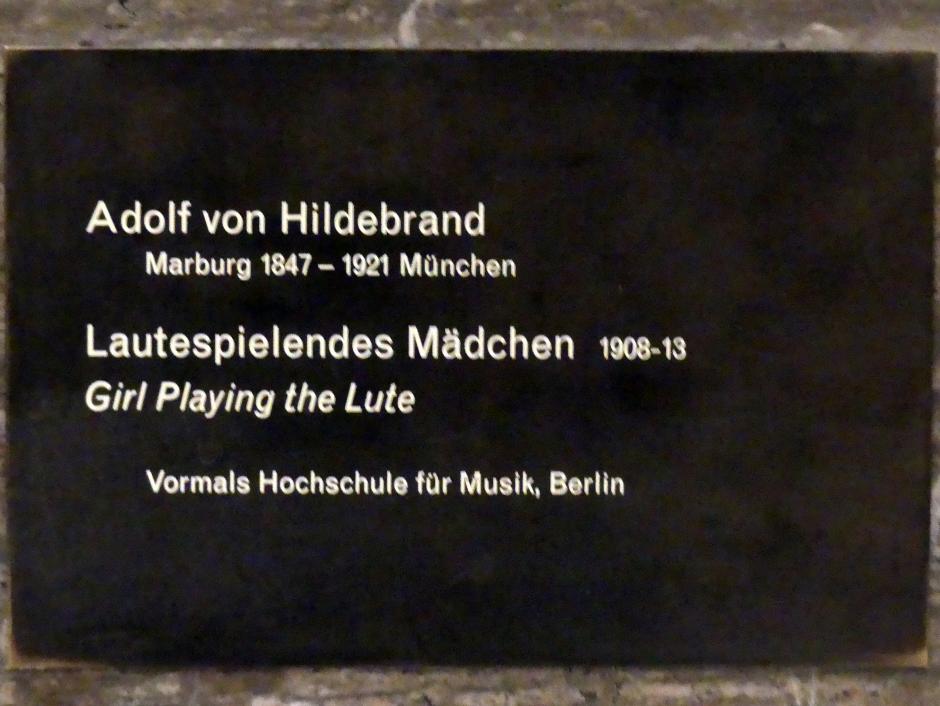 Adolf von Hildebrand
Marburg 1847 – 1921 München
Lautespielendes Mädchen 1908-13
Girl Playing the Lute
Vormals Hochschule für Musik, Berlin